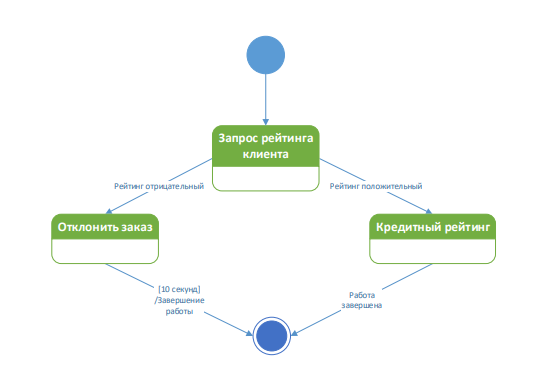 Запрос рейтинга
клиента
Рейтинг отрицательный
Рейтинг положительный
Отклонить заказ
Кредитный рейтинг
[10 секунд]
/Завершение
работы
Работа
завершена